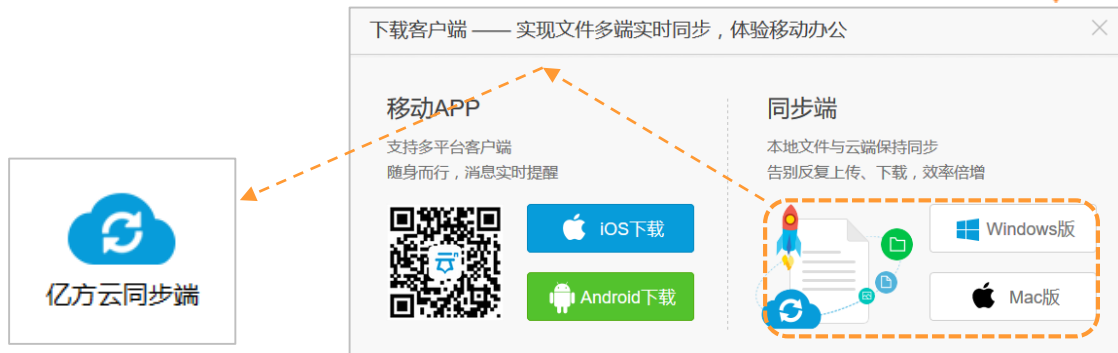 下载客户端 —— 实现文件多端实时同步，体验移动办公
移动APP
支持多平台客户端
随身而行，消息实时提醒
iOS下载
Android下载
同步端
本地文件与云端保持同步
告别反复上传、下载，效率倍增
Windows版
Mac版
亿方云同步端